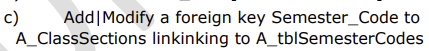 c) Add|Modify a foreign key Semester_Code to
A_ClassSections linkinking to A_tblSemesterCodes